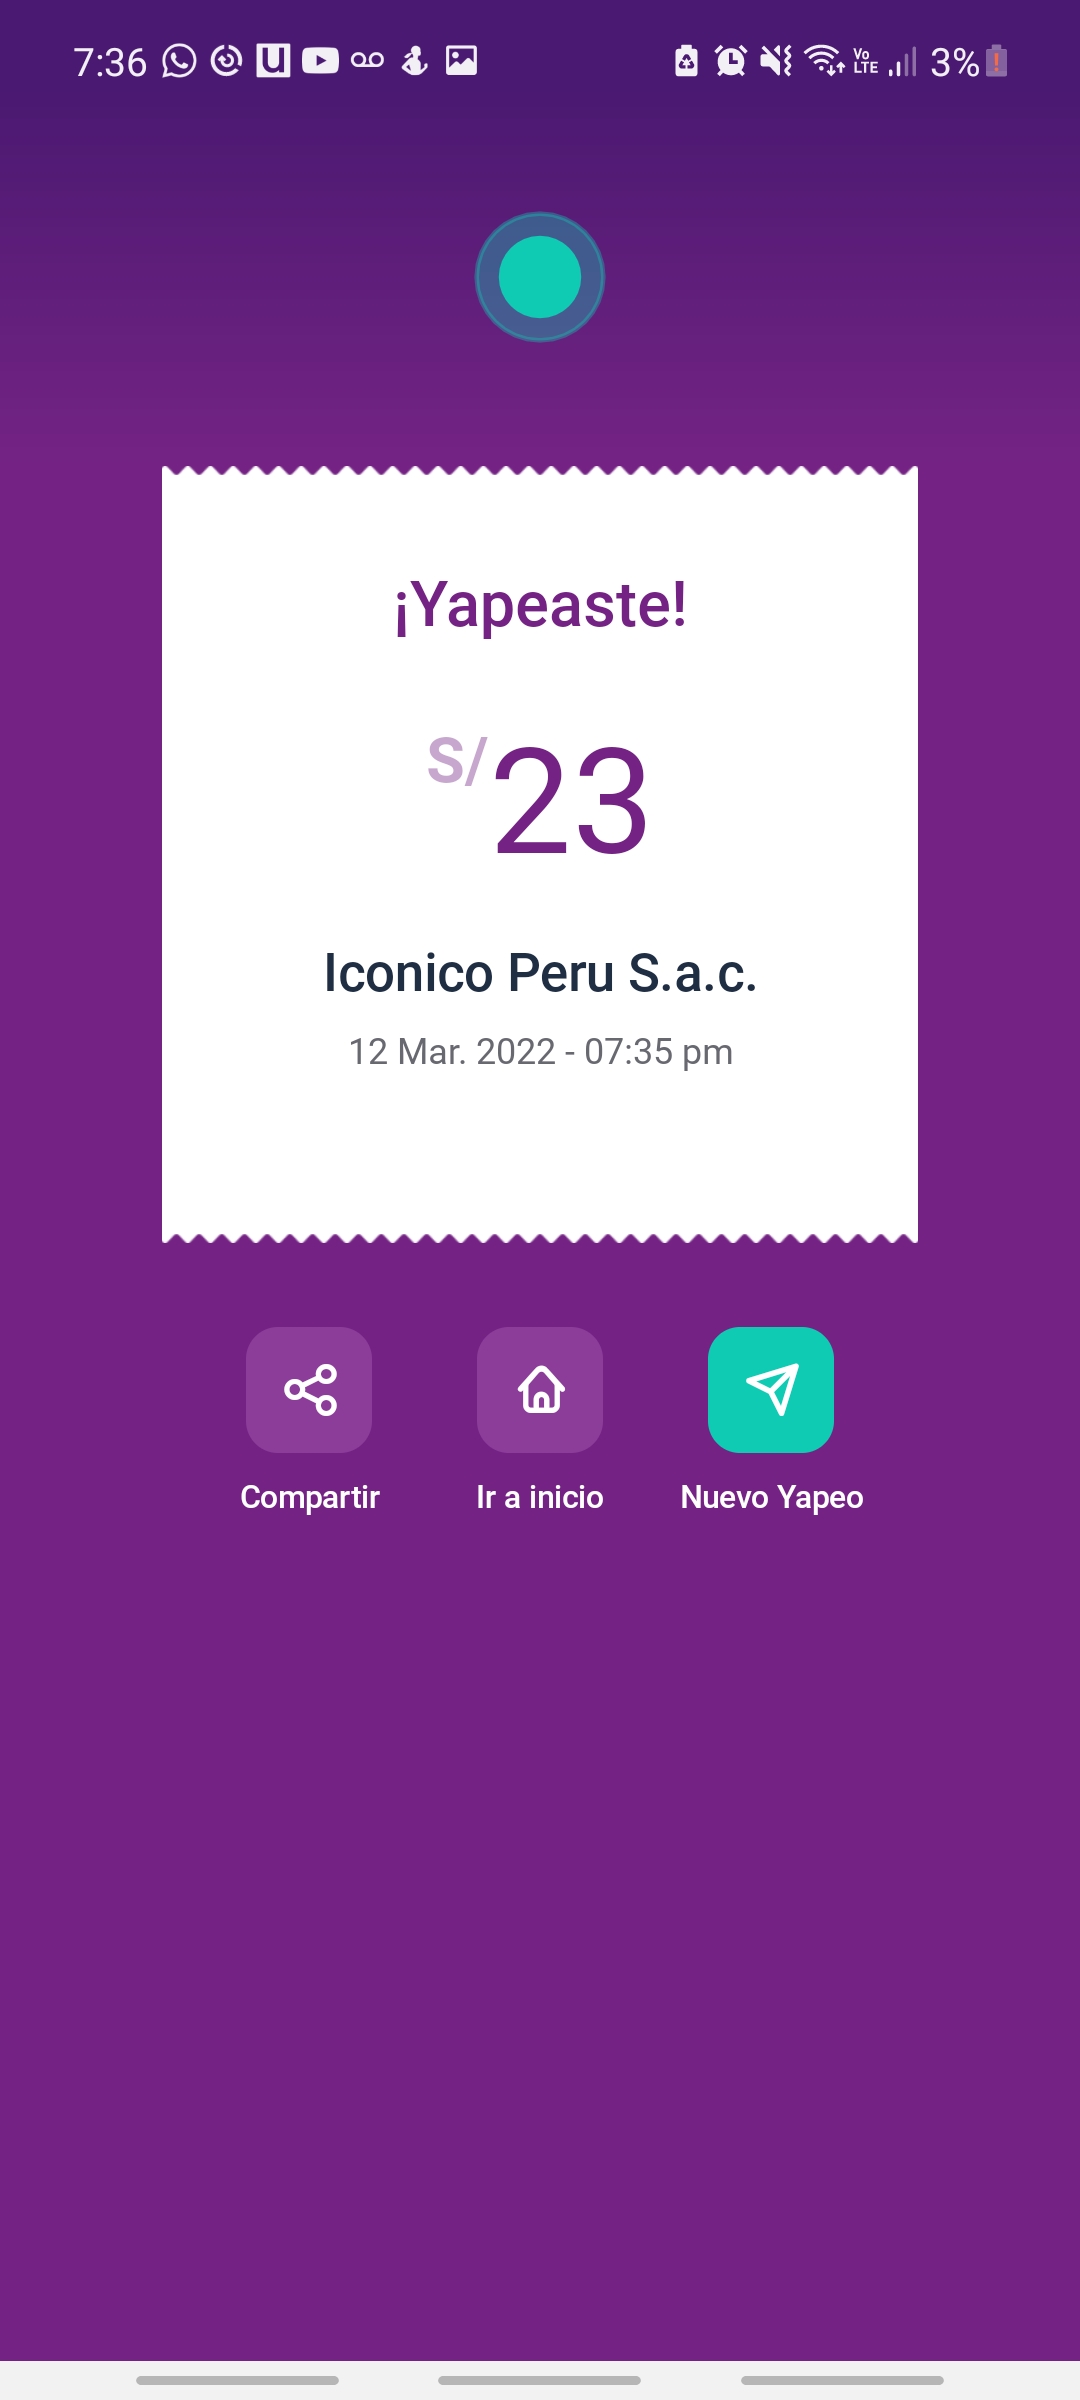 7:36
Vo
LTE
3%
¡Yapeaste!
S/23
Iconico Peru S.a.c.
12 Mar. 2022 - 07:35 pm
Compartir Ir a inicio Nuevo Yapeo